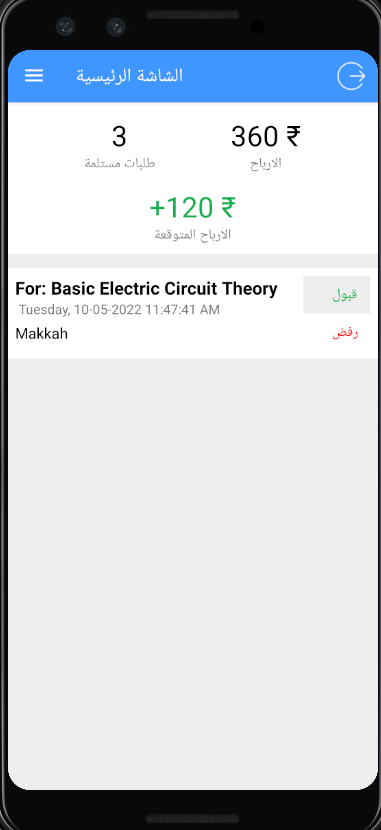 الشاشة الرئيسية
3
طلبات مستلمة
360 ₹
الارباح
+120 ₹
الارباح المتوقعة
For: Basic Electric Circuit Theory
Tuesday, 10-05-2022 11:47:41 AM
Makkah
قبول
رفض